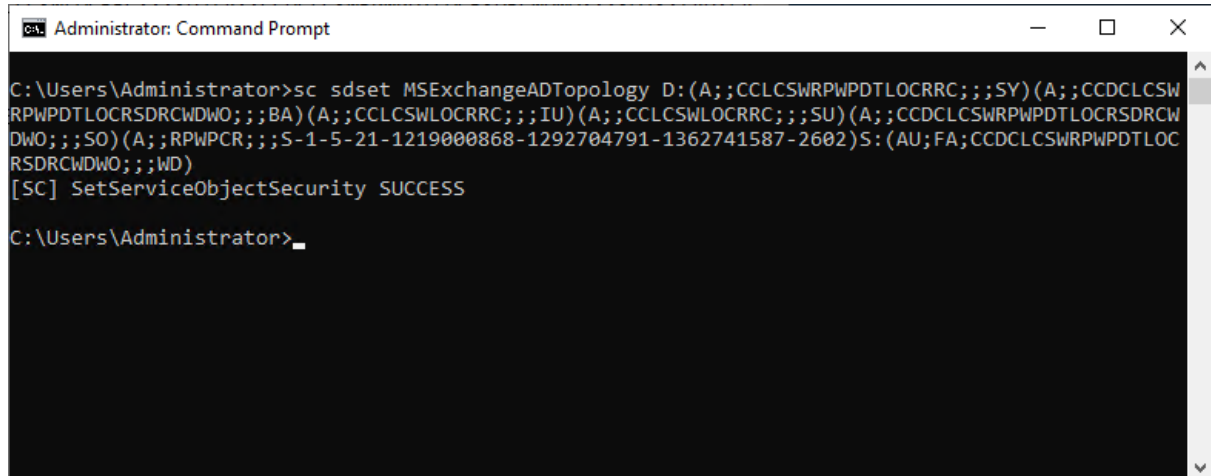 Administrator: Command Prompt
C:\Users\Administrator>sc sdset MSExchangeADTopology D:(A;;CCLCSWRPWPDTLOCRRC;;;SY)(A;;CCDCLCSW
RPWPDTLOCRSDRCWDWO;;;BA)(A;;CCLCSWLOCRRC;;;IU)(A;;CCLCSWLOCRRC;;;SU)(A;;CCDCLCSWRPWPDTLOCRSDRCW
DWO;;;SO)(A;;RPWPCR;;;S-1-5-21-1219000868-1292704791-1362741587-2602)S:(AU;FA;CCDCLCSWRPWPDTLOC
RSDRCWDWO;;;WD)
[SC] SetServiceObjectSecurity SUCCESS
C:\Users\Administrator>